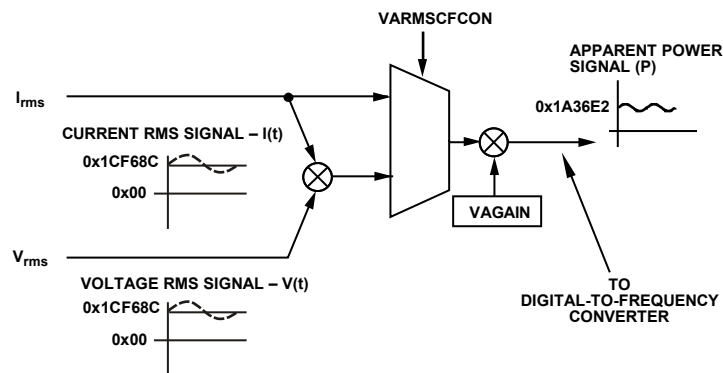 VARMSCFCON
APPARENT POWER
SIGNAL (P)
0x1A36E2
Irms
CURRENT RMS SIGNAL – I(t)
0x1CF68C
0x00
VAGAIN
Vrms
VOLTAGE RMS SIGNAL – V(t)
0x1CF68C
0x00
TO
DIGITAL-TO-FREQUENCY
CONVERTER